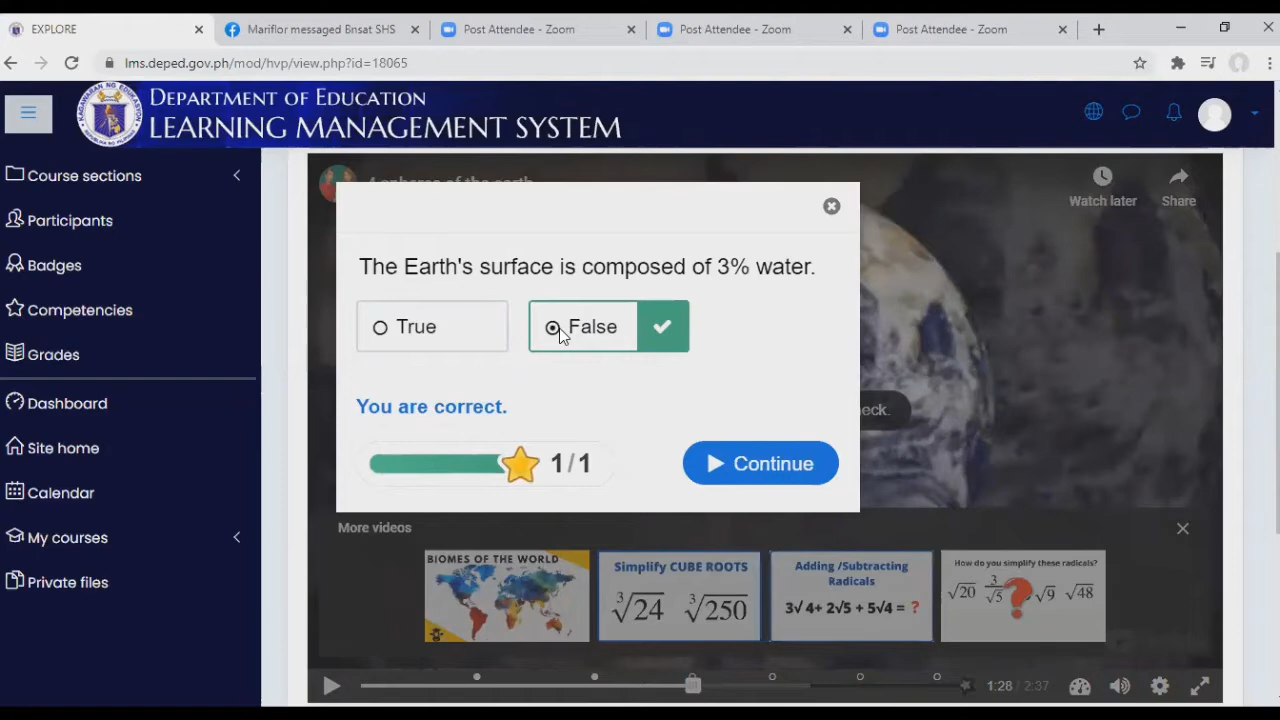 EXPLORE
Mariflor messaged Bnsat SHS
Post Attendee - Zoom
Post Attendee - Zoom
Post Attendee - Zoom
lms.deped.gov.ph/mod/hvp/view.php?id=18065
DEPARTMENT OF EDUCATION
LEARNING MANAGEMENT SYSTEM
Course sections
Participants
Badges
Competencies
Grades
Dashboard
Site home
Calendar
My courses
Private files
Watch later
Share
The Earth's surface is composed of 3% water.
True
False
You are correct.
1/1
Continue
eck.
More videos
BIOMES OF THE WORLD
Simplify CUBE ROOTS
∛24 ∛250
Adding /Subtracting
Radicals
3√4+ 2√5 + 5√4 = ?
How do you simplify these radicals?
√20 3/√5 ? √9 √48
1:28 / 2:37